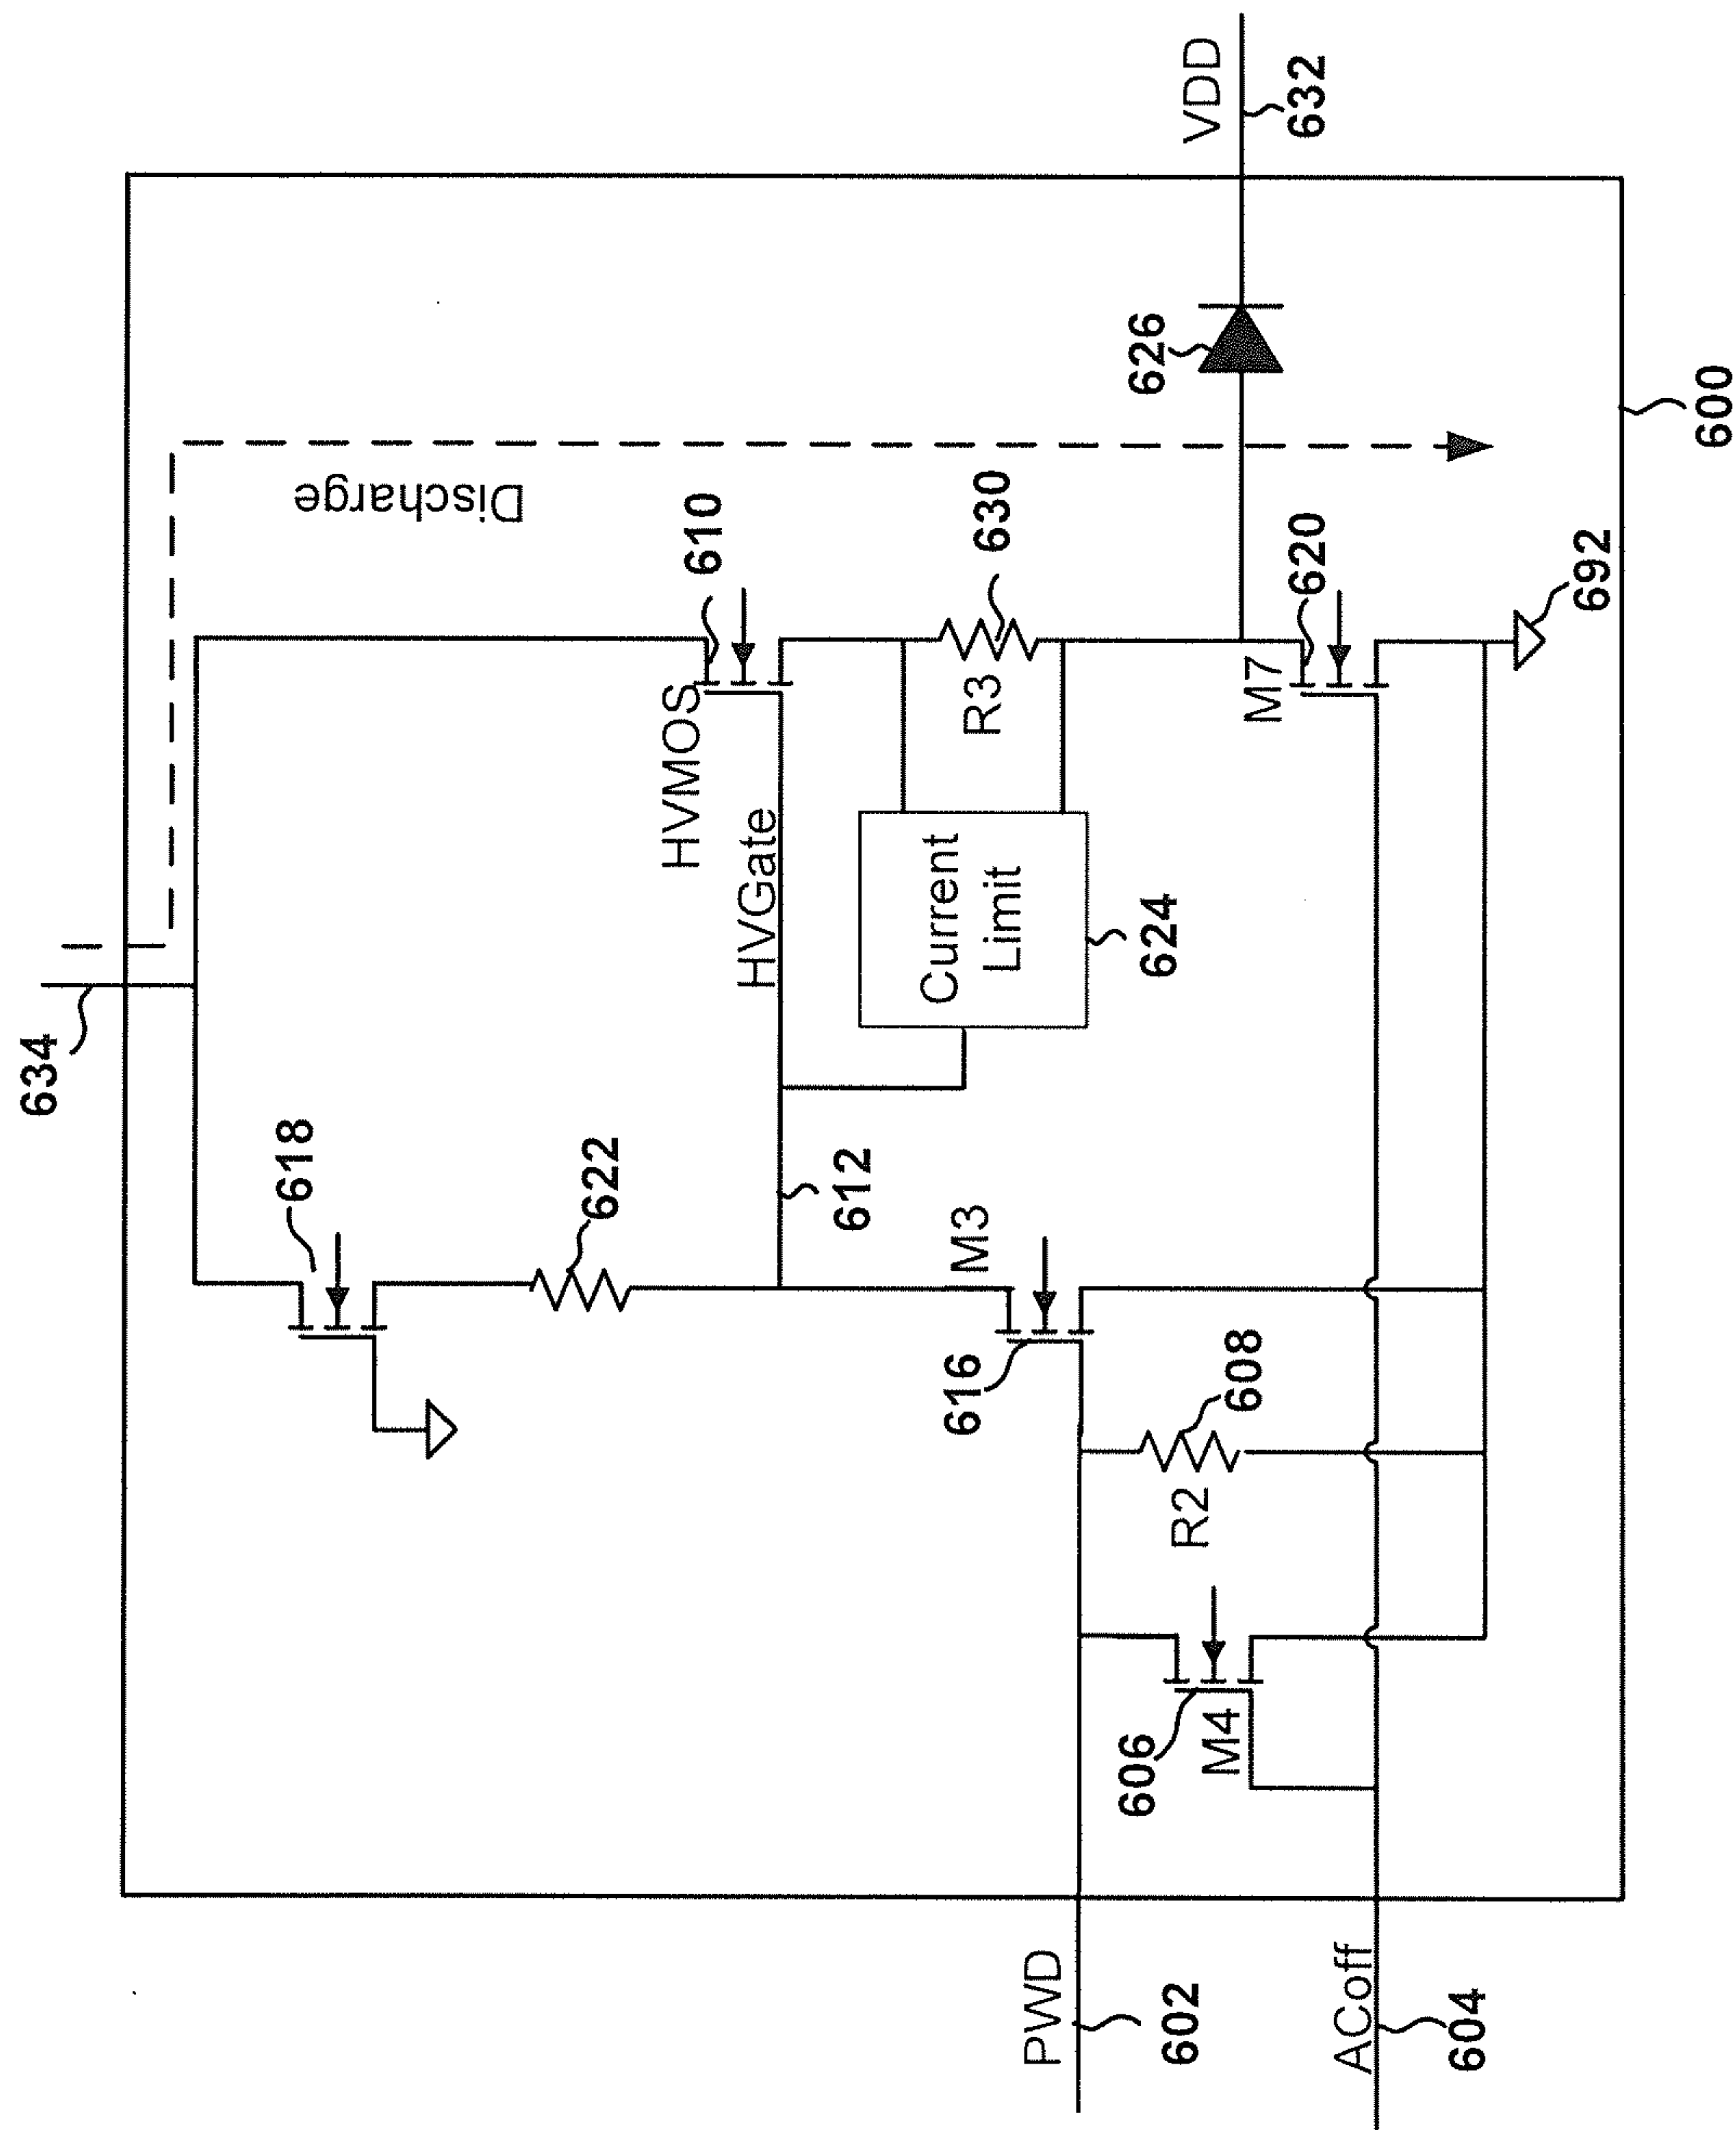 634
Discharge
618
622
610
HVMOS
HVGate
612
630
R3
Current
Limit
624
626
VDD
632
M3
616
M7
620
608
R2
606
M4
692
PWD
602
ACoff
604
600